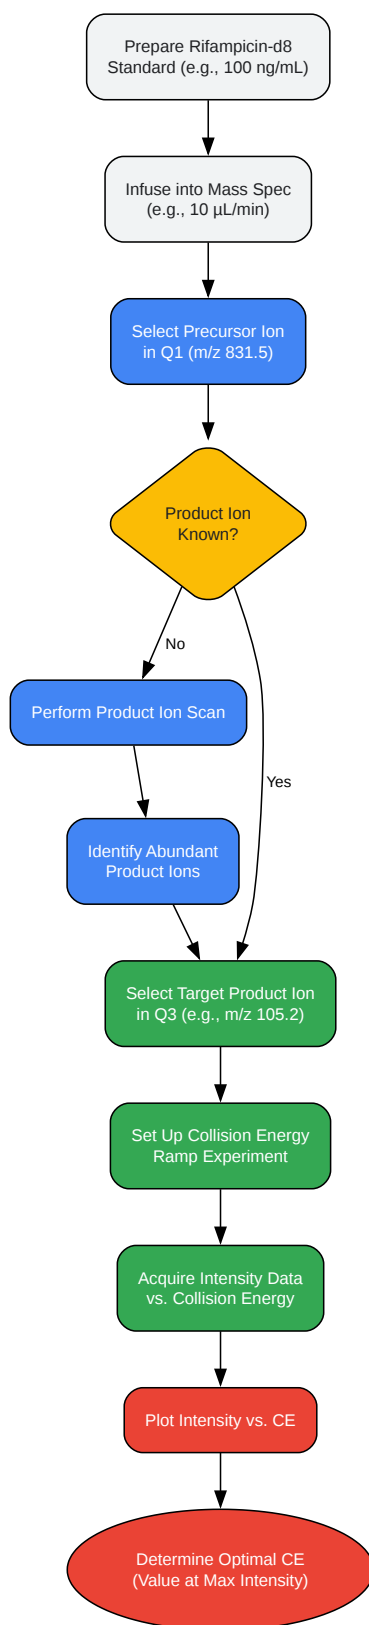 Prepare Rifampicin-d8
Standard (e.g., 100 ng/mL)
Infuse into Mass Spec
(e.g., 10 µL/min)
Select Precursor Ion
in Q1 (m/z 831.5)
Product Ion
Known?
No
Perform Product Ion Scan
Yes
Identify Abundant
Product Ions
Select Target Product Ion
in Q3 (e.g., m/z 105.2)
Set Up Collision Energy
Ramp Experiment
Acquire Intensity Data
vs. Collision Energy
Plot Intensity vs. CE
Determine Optimal CE
(Value at Max Intensity)